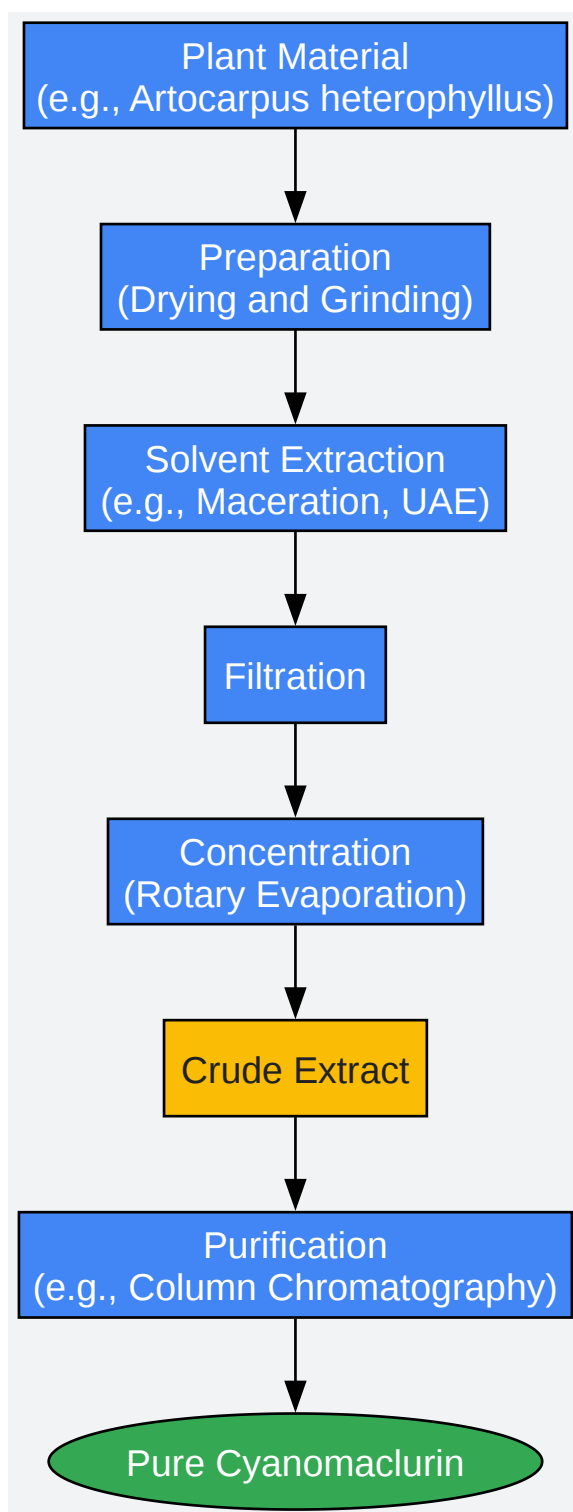 Plant Material
(e.g., Artocarpus heterophyllus)
Preparation
(Drying and Grinding)
Solvent Extraction
(e.g., Maceration, UAE)
Filtration
Concentration
(Rotary Evaporation)
Crude Extract
Purification
(e.g., Column Chromatography)
Pure Cyanomaclurin